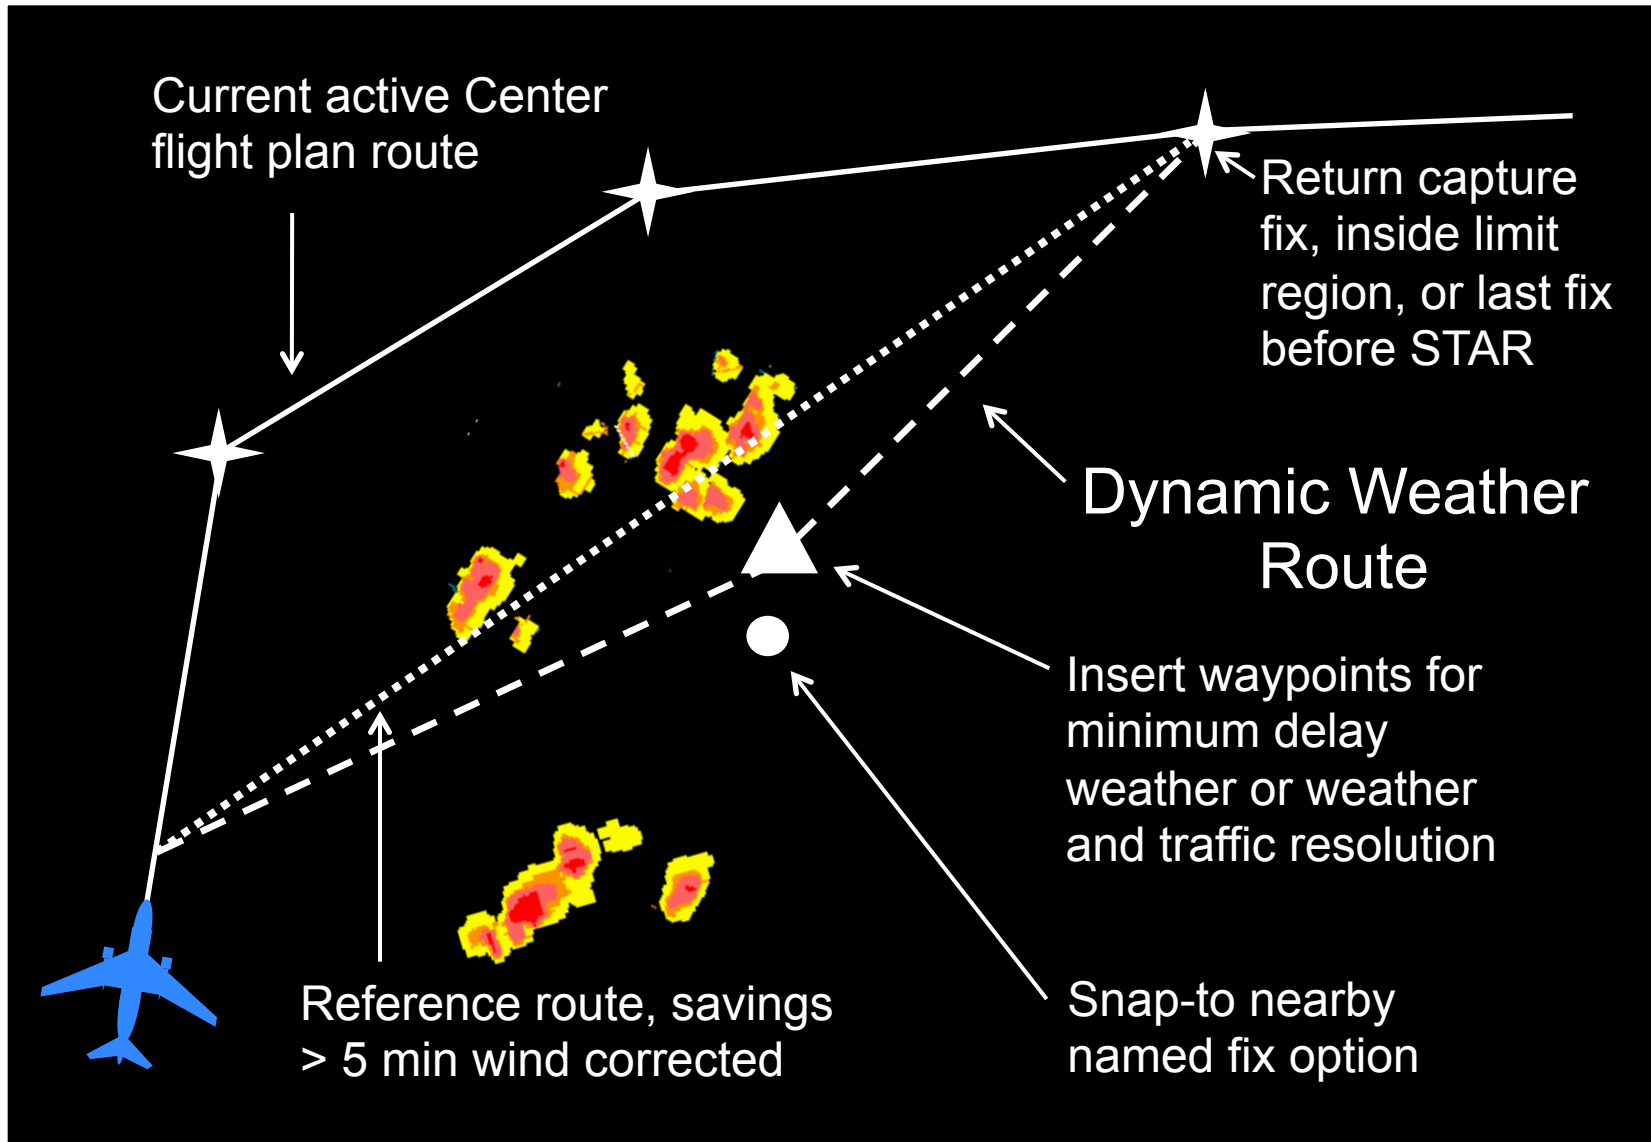 Current active Center
flight plan route
Return capture
fix, inside limit
region, or last fix
before STAR
Dynamic Weather
Route
Insert waypoints for
minimum delay
weather or weather
and traffic resolution
Reference route, savings
> 5 min wind corrected
Snap-to nearby
named fix option